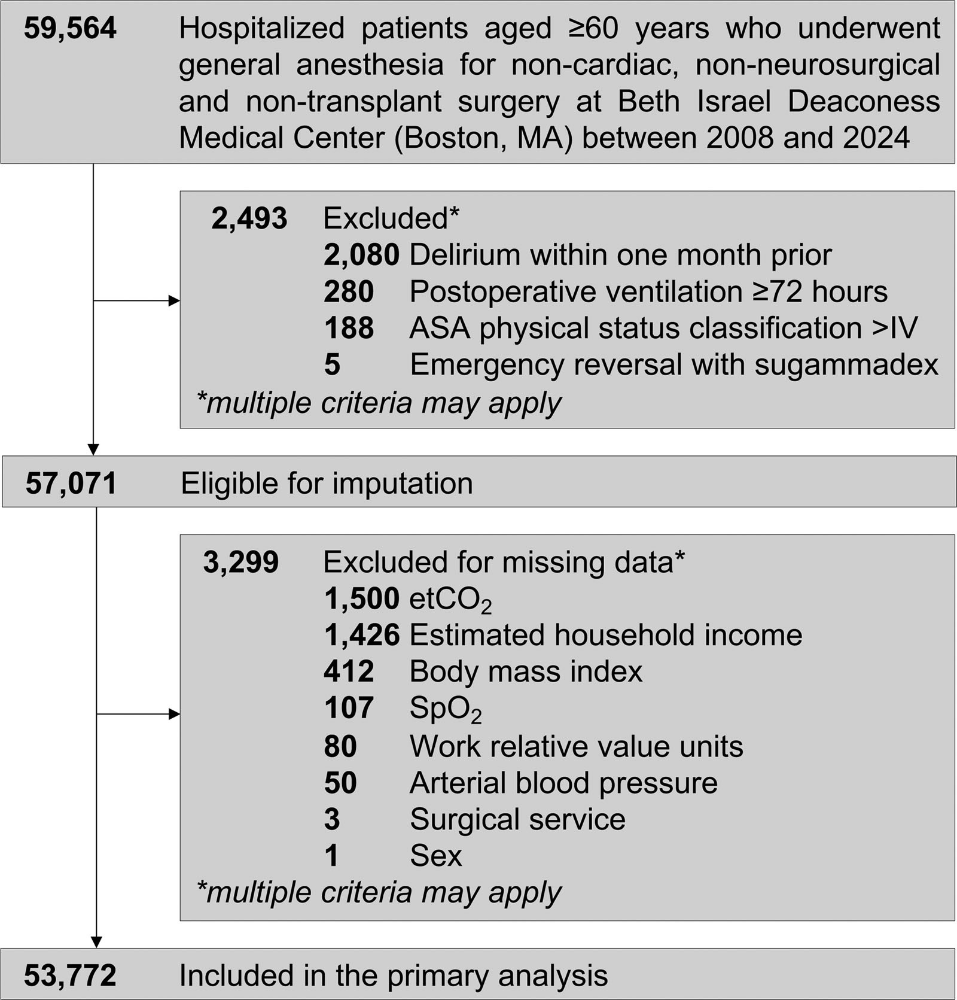 59,564 Hospitalized patients aged ≥60 years who underwent
general anesthesia for non-cardiac, non-neurosurgical
and non-transplant surgery at Beth Israel Deaconess
Medical Center (Boston, MA) between 2008 and 2024
2,493 Excluded*
2,080 Delirium within one month prior
280 Postoperative ventilation ≥72 hours
188 ASA physical status classification >IV
5 Emergency reversal with sugammadex
*multiple criteria may apply
57,071 Eligible for imputation
3,299 Excluded for missing data*
1,500 etCO₂
1,426 Estimated household income
412 Body mass index
107 SpO₂
80 Work relative value units
50 Arterial blood pressure
3 Surgical service
1 Sex
*multiple criteria may apply
53,772 Included in the primary analysis